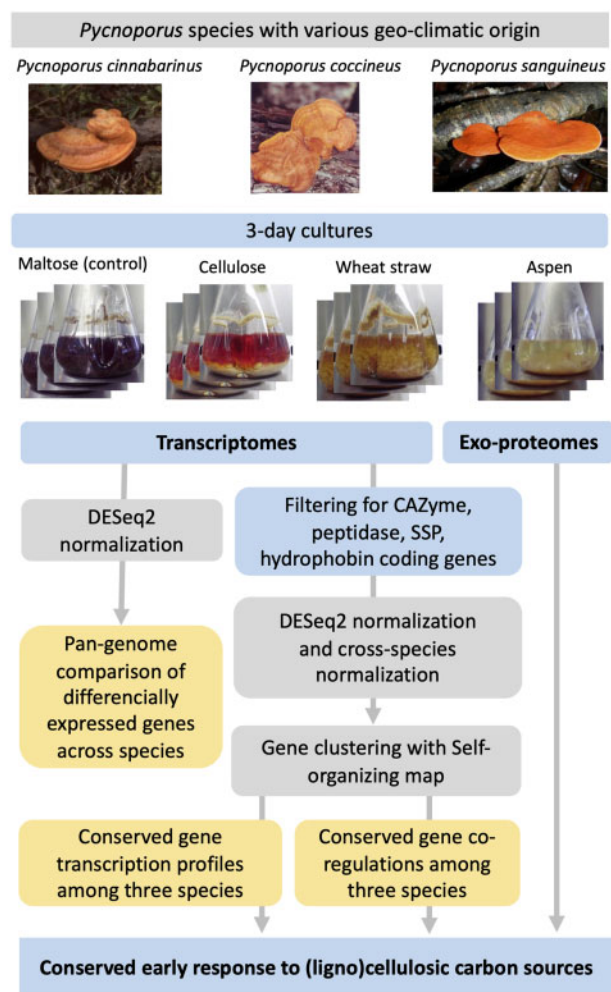 Pycnoporus species with various geo-climatic origin
Pycnoporus cinnabarinus
Pycnoporus coccineus
Pycnoporus sanguineus
3-day cultures
Maltose (control)
Cellulose
Wheat straw
Aspen
Transcriptomes
Exo-proteomes
DESeq2
normalization
Filtering for CAZyme,
peptidase, SSP,
hydrophobin coding genes
Pan-genome
comparison of
differencially
expressed genes
across species
DESeq2 normalization
and cross-species
normalization
Gene clustering with Self-
organizing map
Conserved gene
transcription profiles
among three species
Conserved gene co-
regulations among
three species
Conserved early response to (ligno)cellulosic carbon sources